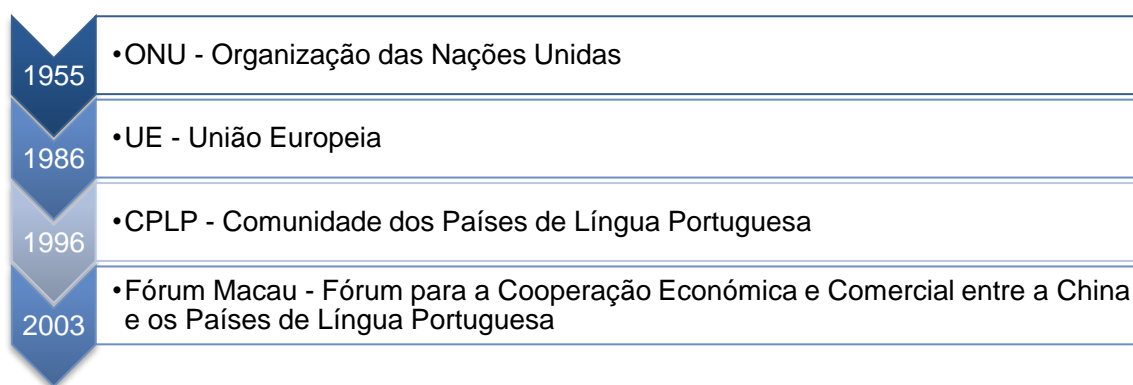 1955
•ONU - Organização das Nações Unidas
1986
•UE - União Europeia
1996
•CPLP - Comunidade dos Países de Língua Portuguesa
2003
•Fórum Macau - Fórum para a Cooperação Económica e Comercial entre a China
e os Países de Língua Portuguesa